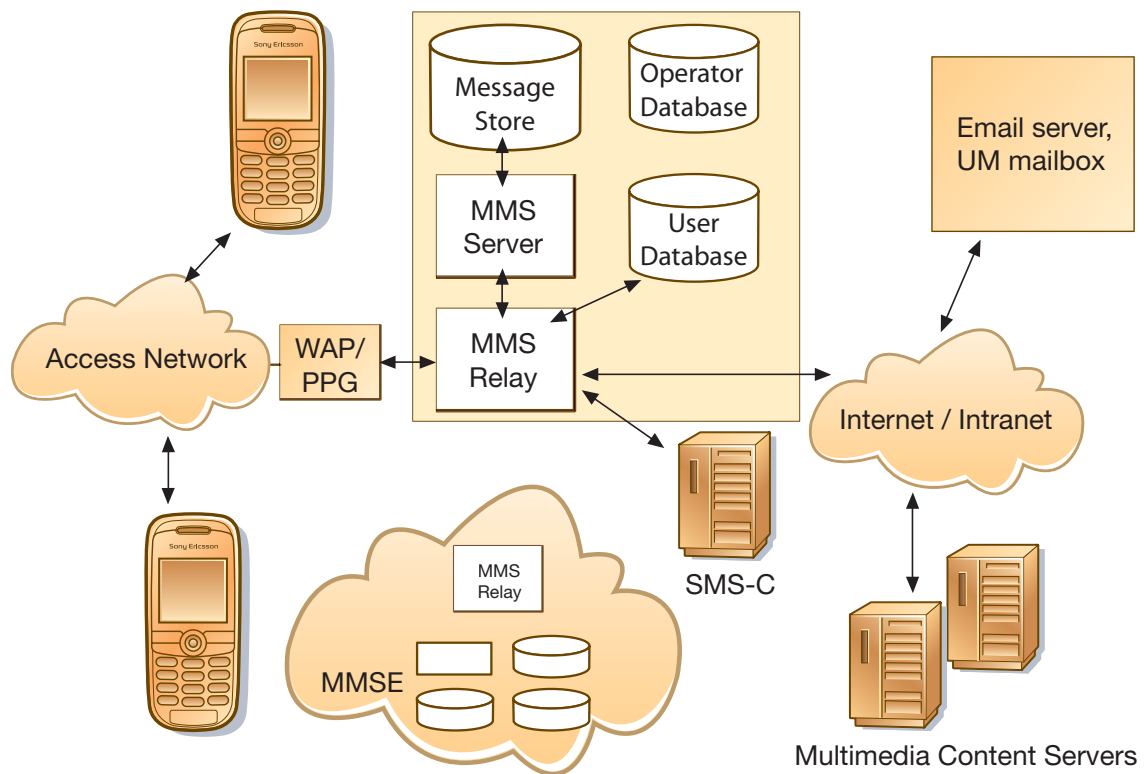 Sony Ericsson
Message
Store
Operator
Database
Email server,
UM mailbox
MMS
Server
User
Database
Access Network
WAP/
PPG
MMS
Relay
Internet / Intranet
Sony Ericsson
MMS
Relay
SMS-C
MMSE
Multimedia Content Servers